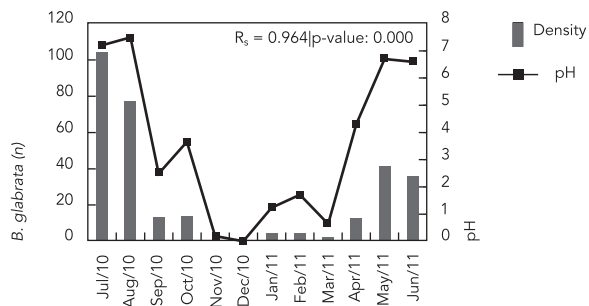 120
100
80
60
40
20
0
B. glabrata (n)
Rs = 0.964|p-value: 0.000
8
7
6
5
4
3
2
1
0
pH
Density
pH
Jul/10
Aug/10
Sep/10
Oct/10
Nov/10
Dec/10
Jan/11
Feb/11
Mar/11
Apr/11
May/11
Jun/11